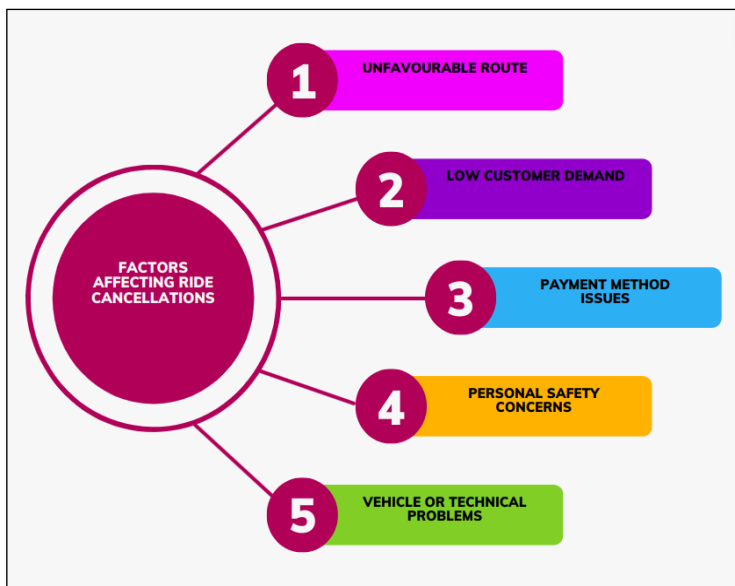 1
UNFAVOURABLE ROUTE
2
LOW CUSTOMER DEMAND
FACTORS
AFFECTING RIDE
CANCELLATIONS
3
PAYMENT METHOD
ISSUES
4
PERSONAL SAFETY
CONCERNS
5
VEHICLE OR TECHNICAL
PROBLEMS